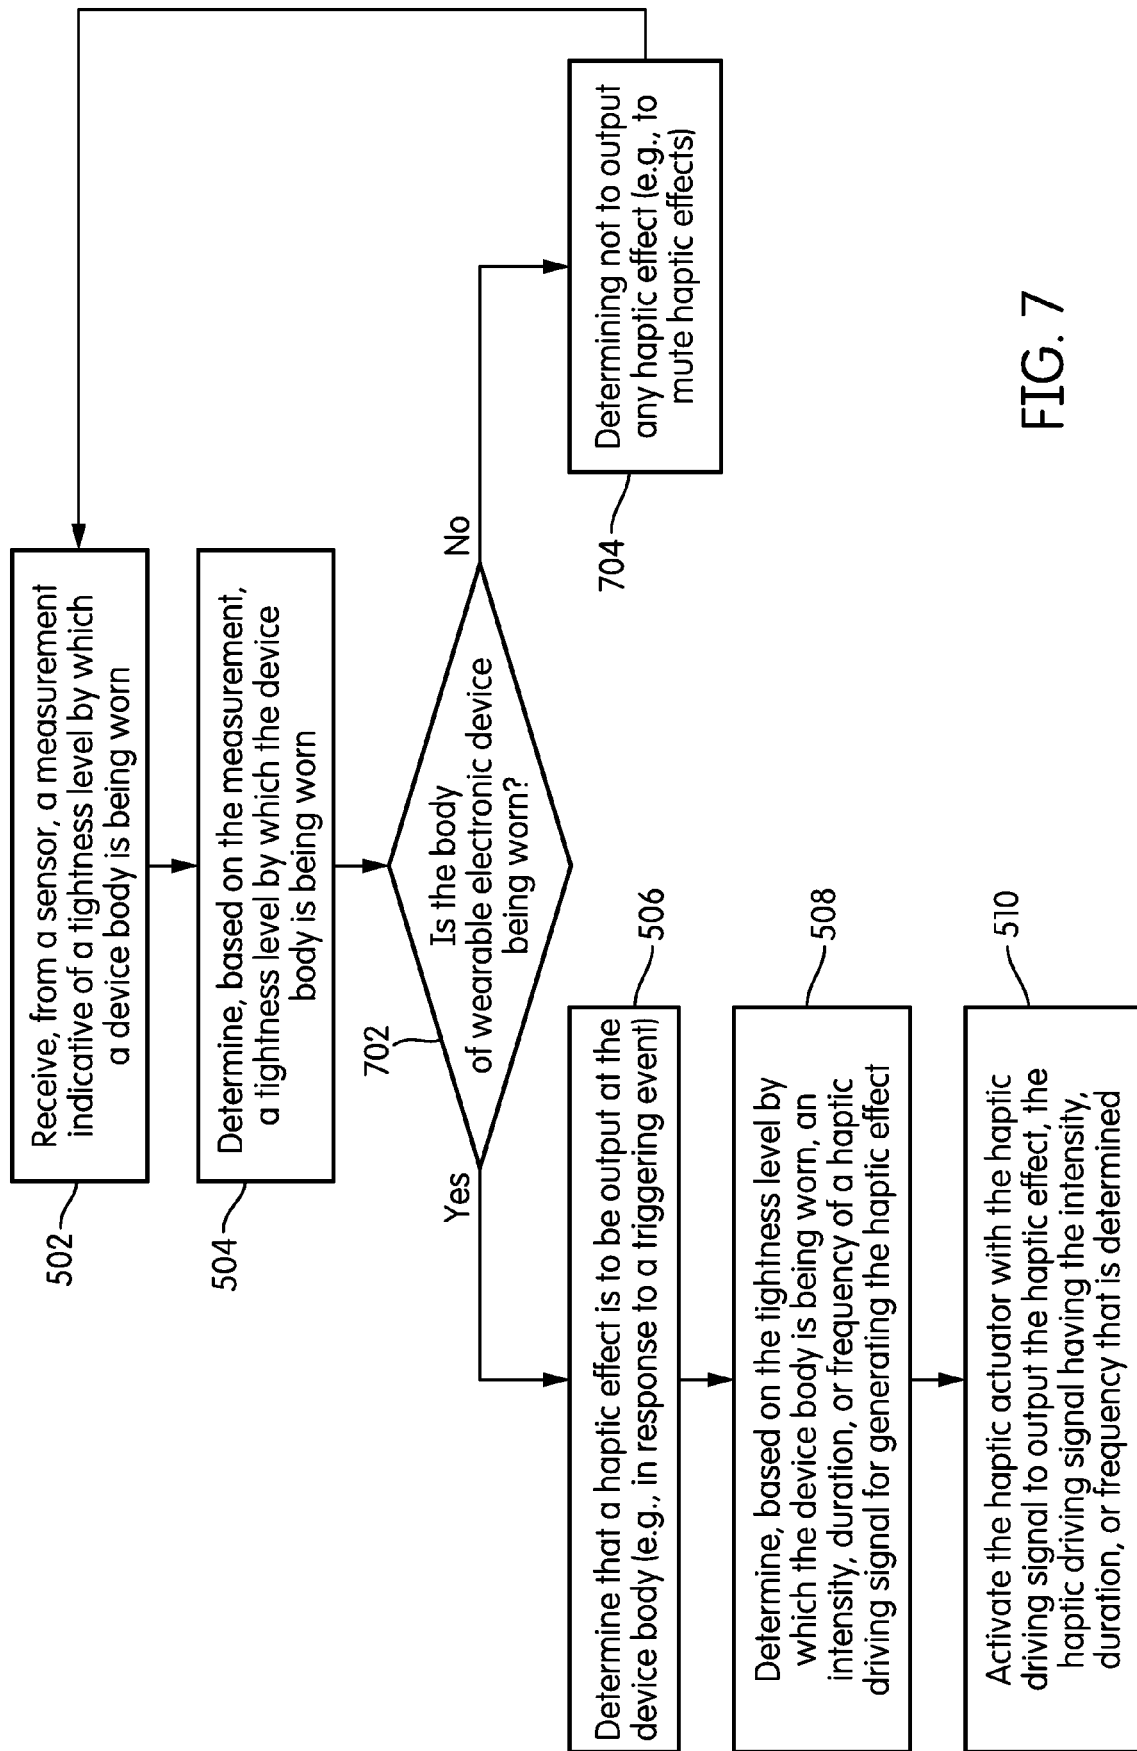 Receive, from a sensor, a measurement
indicative of a tightness level by which
a device body is being worn
502
Determine, based on the measurement,
a tightness level by which the device
body is being worn
504
Is the body
of wearable electronic device
being worn?
702
Yes
No
Determining not to output
any haptic effect (e.g., to
mute haptic effects)
704
Determine that a haptic effect is to be output at the
device body (e.g., in response to a triggering event)
506
Determine, based on the tightness level by
which the device body is being worn, an
intensity, duration, or frequency of a haptic
driving signal for generating the haptic effect
508
Activate the haptic actuator with the haptic
driving signal to output the haptic effect, the
haptic driving signal having the intensity,
duration, or frequency that is determined
510
FIG. 7